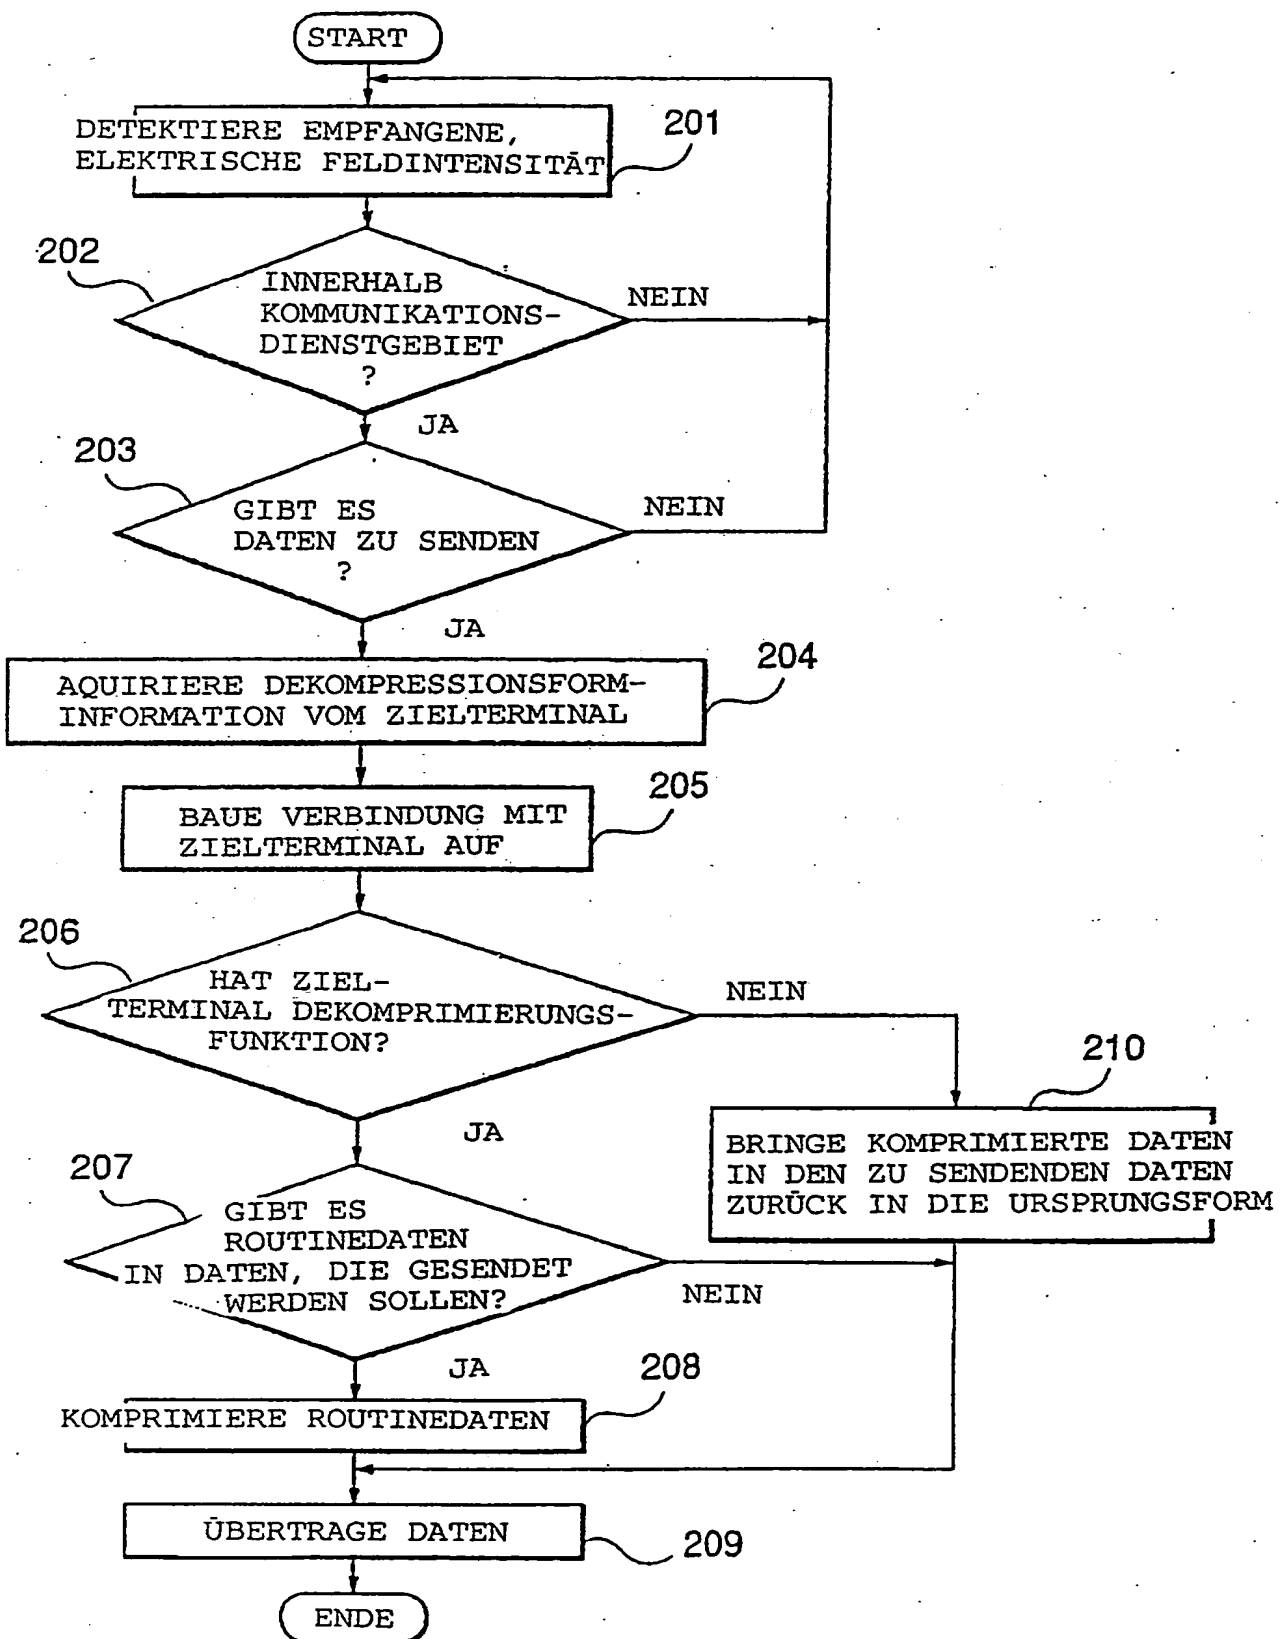 START
DETEKTIERE EMPFANGENE,
ELEKTRISCHE FELDINTENSITÄT
201
202
INNERHALB
KOMMUNIKATIONS-
DIENSTGEBIET
?
NEIN
JA
203
GIBT ES
DATEN ZU SENDEN
?
NEIN
JA
204
AQUIRIERE DEKOMPRESSIONSFORM-
INFORMATION VOM ZIELTERMINAL
205
BAUE VERBINDUNG MIT
ZIELTERMINAL AUF
206
HAT ZIEL-
TERMINAL DEKOMPRIMIERUNGS-
FUNKTION?
NEIN
JA
210
BRINGE KOMPRIMIERTE DATEN
IN DEN ZU SENDENDEN DATEN
ZURÜCK IN DIE URSPRUNGSFORM
207
GIBT ES
ROUTINEDATEN
IN DATEN, DIE GESENDET
WERDEN SOLLEN?
NEIN
JA
208
KOMPRIMIERE ROUTINEDATEN
ÜBERTRAGE DATEN
209
ENDE